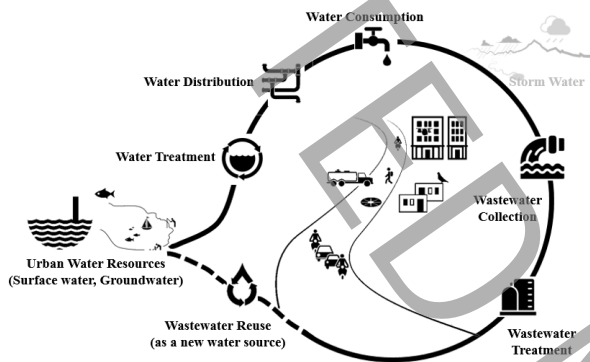 Water Consumption
Storm Water
Water Distribution
Water Treatment
Wastewater
Collection
Urban Water Resources
(Surface water, Groundwater)
Wastewater Reuse
(as a new water source)
Wastewater
Treatment